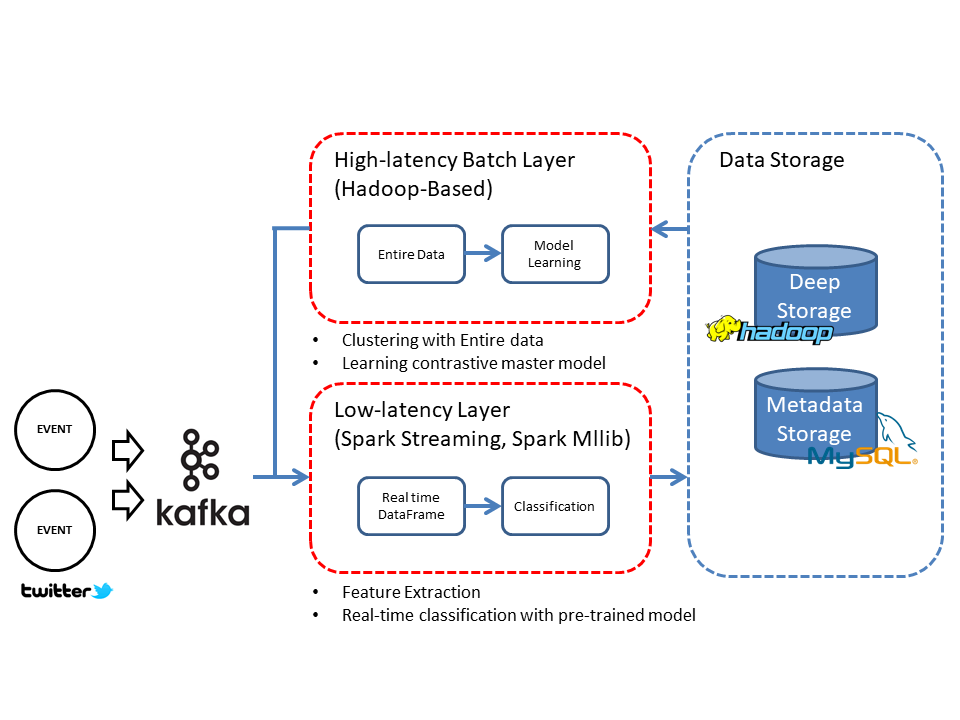 High-latency Batch Layer
(Hadoop-Based)
Entire Data
Model
Learning
• Clustering with Entire data
• Learning contrastive master model
Low-latency Layer
(Spark Streaming, Spark Mllib)
Real time
DataFrame
Classification
• Feature Extraction
• Real-time classification with pre-trained model
EVENT
EVENT
twitter
kafka
Data Storage
Deep
Storage
hadoop
Metadata
Storage
MySQL®